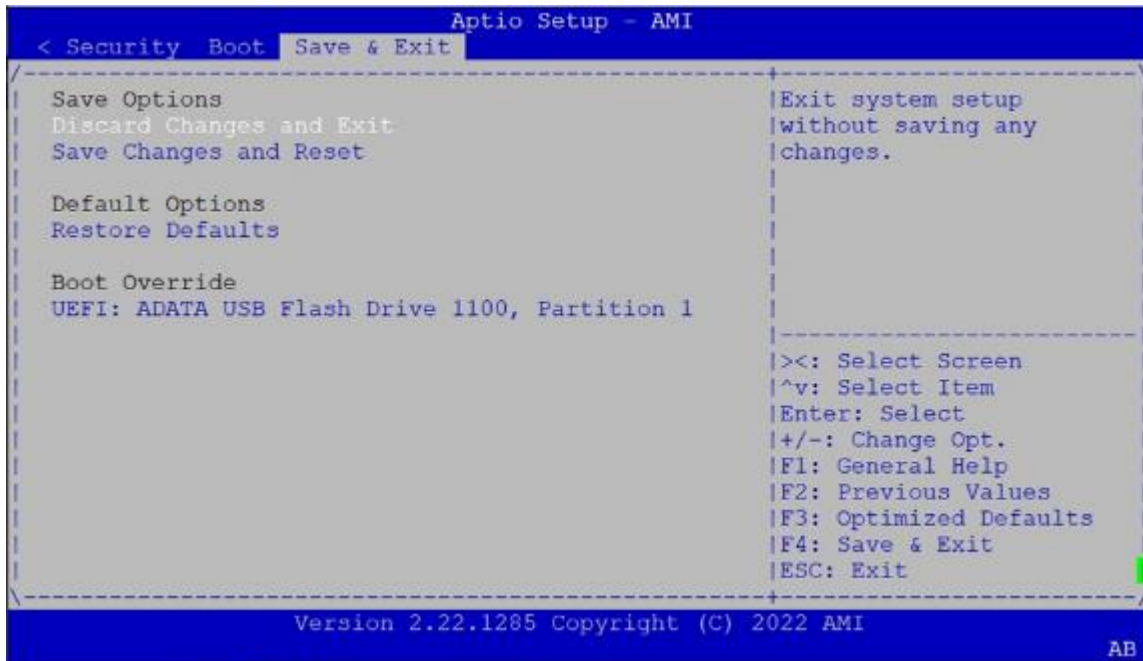 Aptio Setup - AMI
< Security Boot Save & Exit
Save Options
Discard Changes and Exit
Save Changes and Reset
Default Options
Restore Defaults
Boot Override
UEFI: ADATA USB Flash Drive 1100, Partition 1
Exit system setup
without saving any
changes.
><: Select Screen
^v: Select Item
Enter: Select
+/-: Change Opt.
F1: General Help
F2: Previous Values
F3: Optimized Defaults
F4: Save & Exit
ESC: Exit
Version 2.22.1285 Copyright (C) 2022 AMI
AB